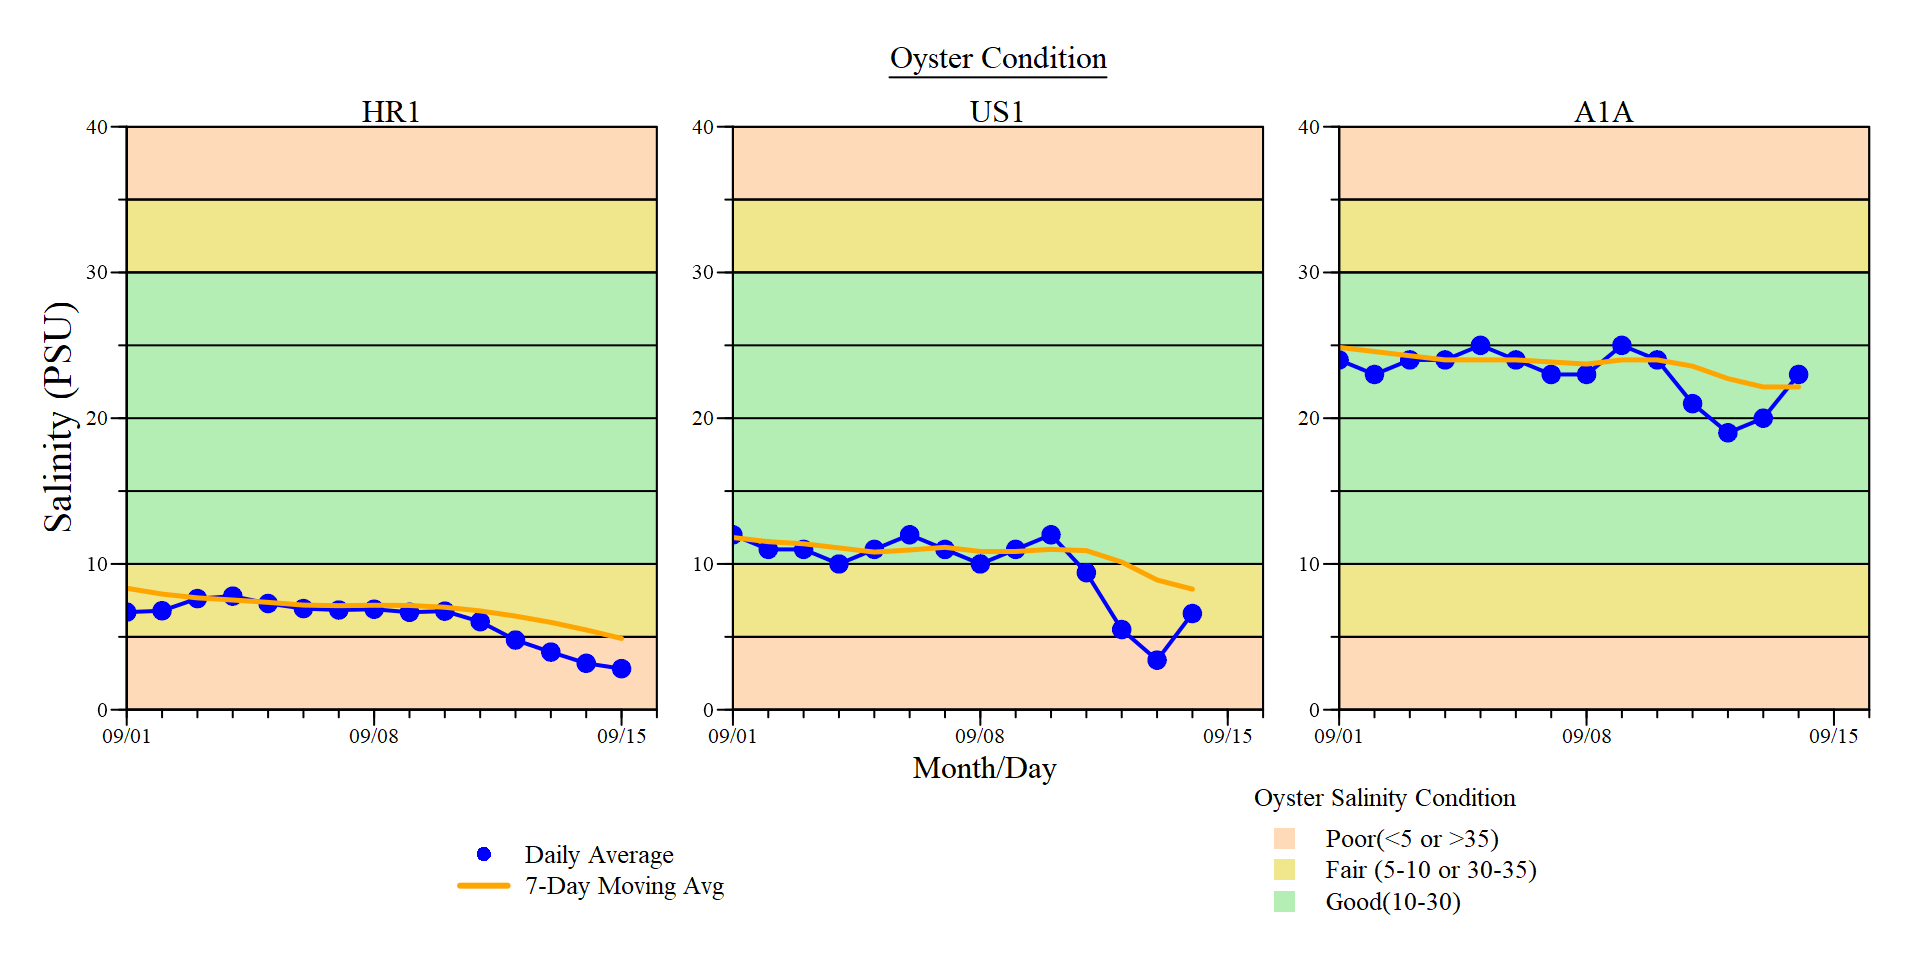 Oyster Condition
HR1
US1
A1A
40
30
20
10
0
40
30
20
10
0
40
30
20
10
0
Salinity (PSU)
09/01
09/08
09/15
09/01
09/08
09/15
09/01
09/08
09/15
Month/Day
Daily Average
7-Day Moving Avg
Oyster Salinity Condition
Poor(<5 or >35)
Fair (5-10 or 30-35)
Good(10-30)